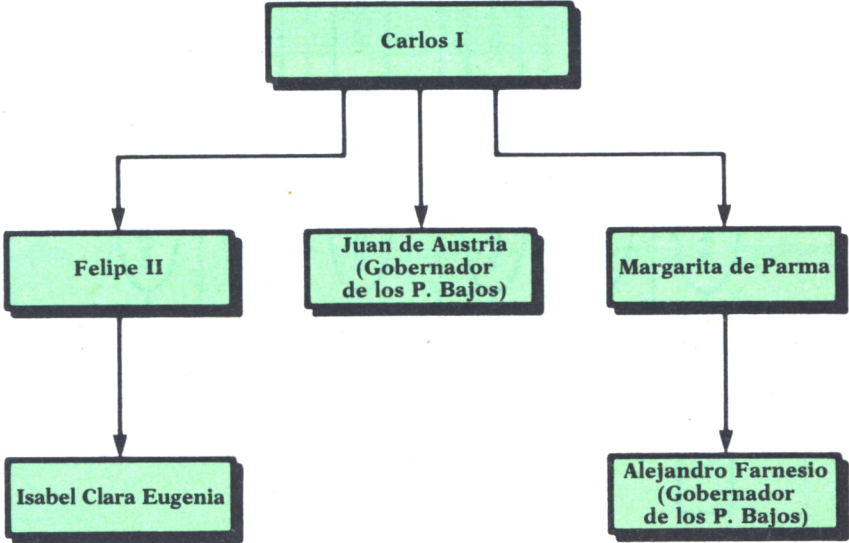 Carlos I
Felipe II
Juan de Austria
(Gobernador
de los P. Bajos)
Margarita de Parma
Isabel Clara Eugenia
Alejandro Farnesio
(Gobernador
de los P. Bajos)